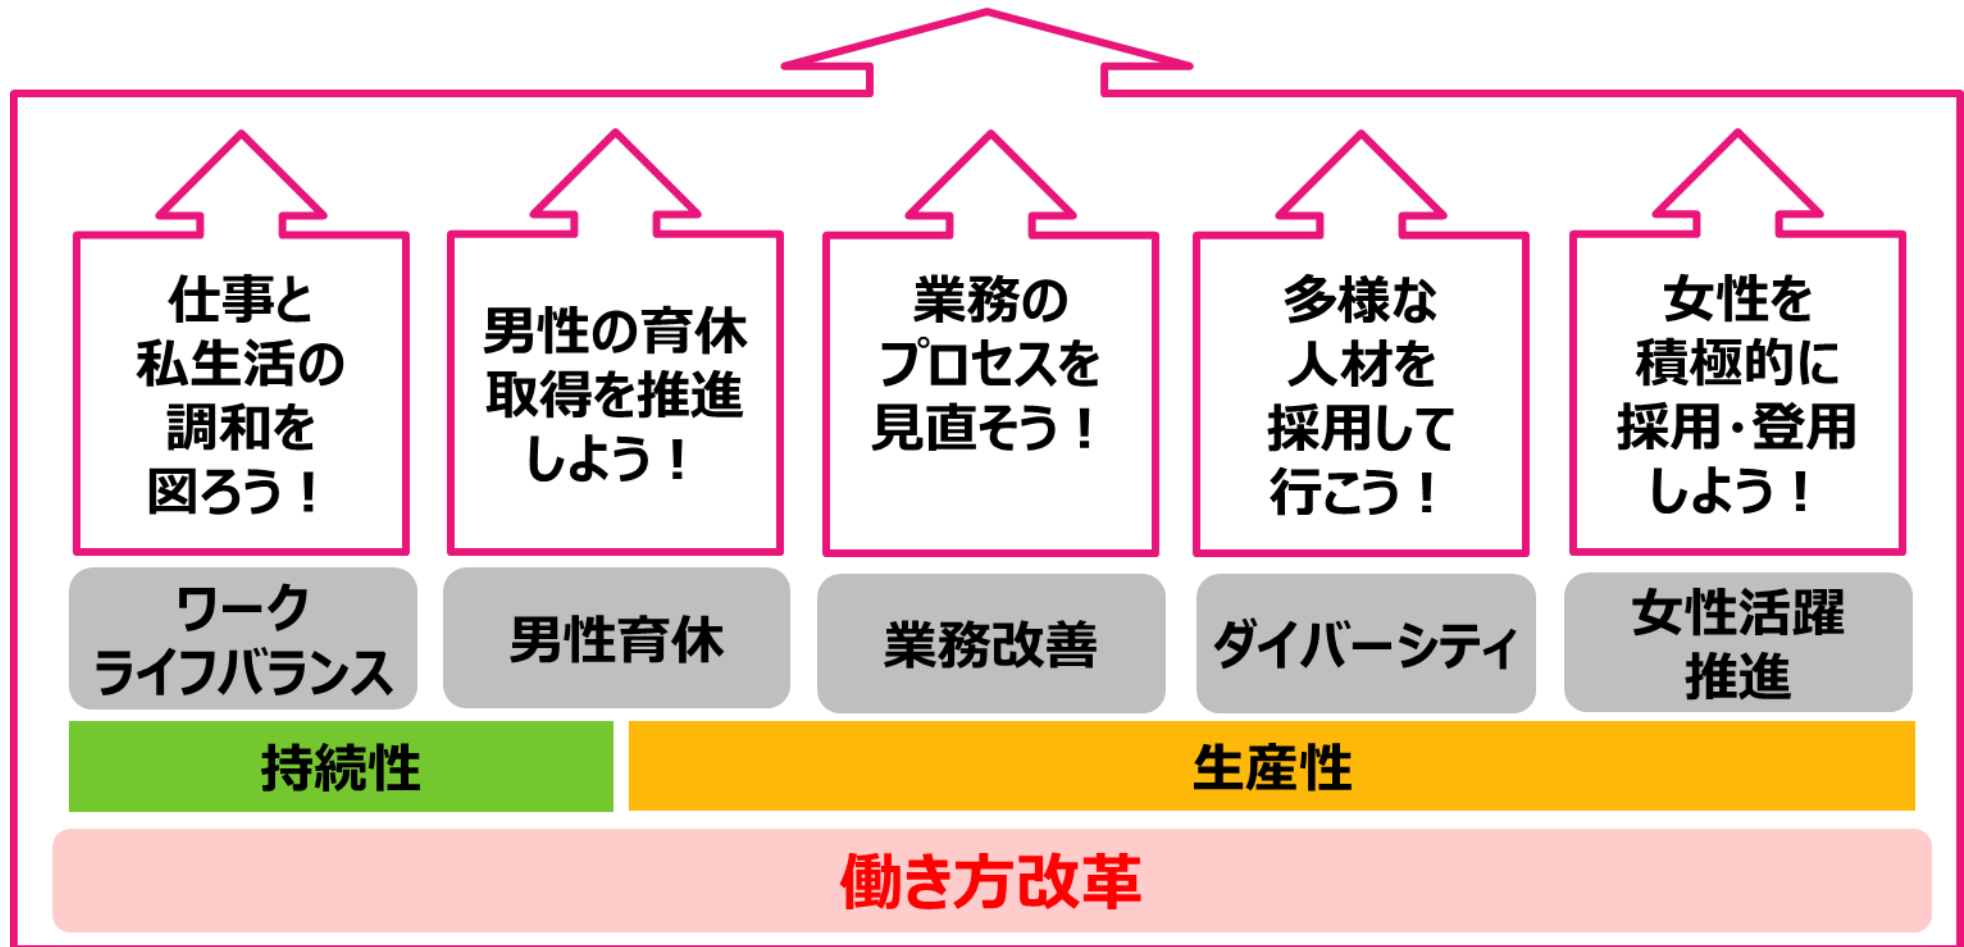 仕事と
私生活の
調和を
図ろう！
男性の育休
取得を推進
しよう！
業務の
プロセスを
見直そう！
多様な
人材を
採用して
行こう！
女性を
積極的に
採用・登用
しよう！
ワーク
ライフバランス
男性育休
業務改善
ダイバーシティ
女性活躍
推進
持続性
生産性
働き方改革